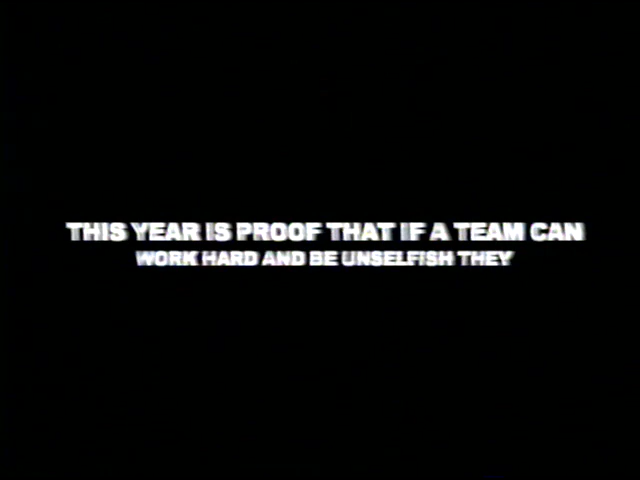 THIS YEAR IS PROOF THAT IF A TEAM CAN
WORK HARD AND BE UNSELFISH THEY